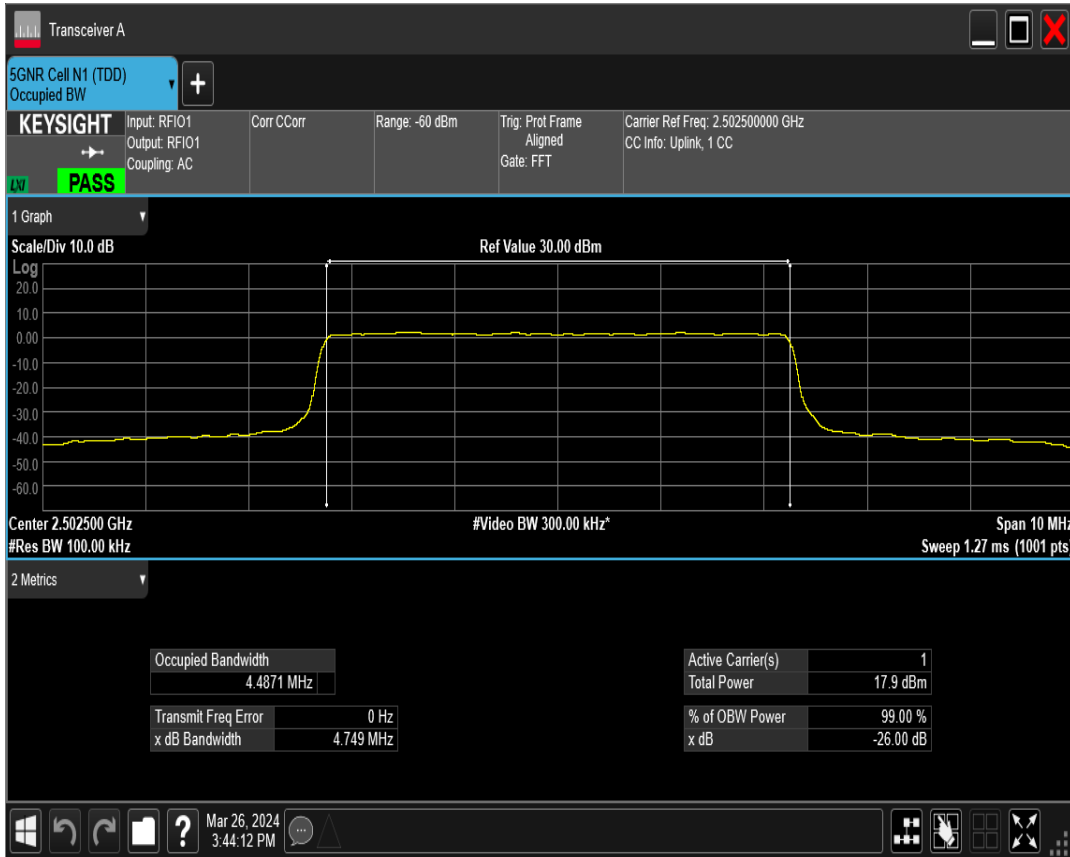 Transceiver A
5GNR Cell N1 (TDD)
Occupied BW
+
KEYSIGHT
LXI
PASS
Input: RFIO1
Output: RFIO1
Coupling: AC
Corr CCorr
Range: -60 dBm
Trig: Prot Frame
Aligned
Gate: FFT
Carrier Ref Freq: 2.502500000 GHz
CC Info: Uplink, 1 CC
1 Graph
Scale/Div 10.0 dB
Ref Value 30.00 dBm
Log
20.0
10.0
0.00
-10.0
-20.0
-30.0
-40.0
-50.0
-60.0
Center 2.502500 GHz
#Video BW 300.00 kHz*
Span 10 MHz
#Res BW 100.00 kHz
Sweep 1.27 ms (1001 pts)
2 Metrics
Occupied Bandwidth
4.4871 MHz
Transmit Freq Error 0 Hz
x dB Bandwidth 4.749 MHz
Active Carrier(s) 1
Total Power 17.9 dBm
% of OBW Power 99.00 %
x dB -26.00 dB
?
Mar 26, 2024
3:44:12 PM